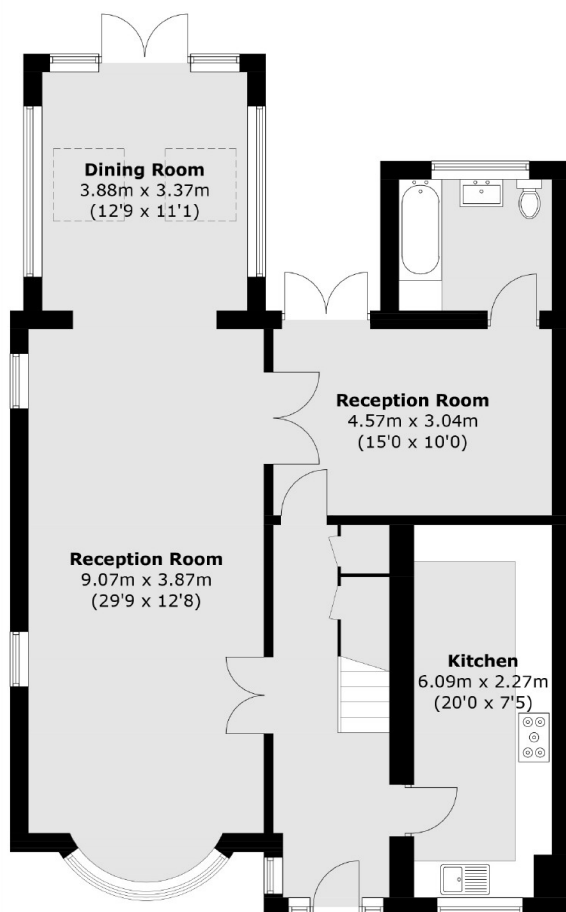 Dining Room
3.88m x 3.37m
(12'9 x 11'1)
Reception Room
4.57m x 3.04m
(15'0 x 10'0)
Reception Room
9.07m x 3.87m
(29'9 x 12'8)
Kitchen
6.09m x 2.27m
(20'0 x 7'5)